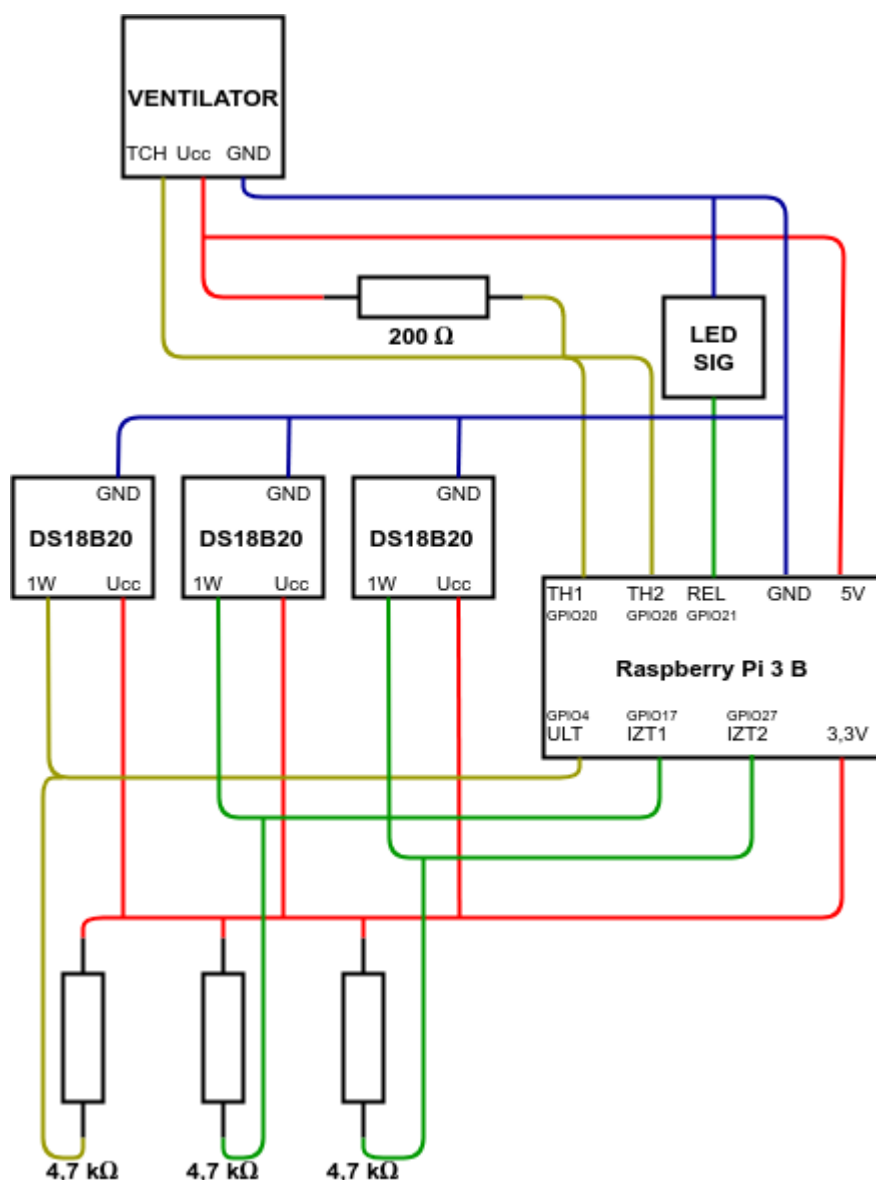 VENTILATOR
TCH Ucc GND
200 Ω
LED
SIG
GND GND GND
DS18B20 DS18B20 DS18B20
1W Ucc 1W Ucc 1W Ucc
TH1 TH2 REL GND 5V
GPIO20 GPIO26 GPIO21
Raspberry Pi 3 B
GPIO4 GPIO17 GPIO27
ULT IZT1 IZT2 3,3V
4,7 kΩ 4,7 kΩ 4,7 kΩ